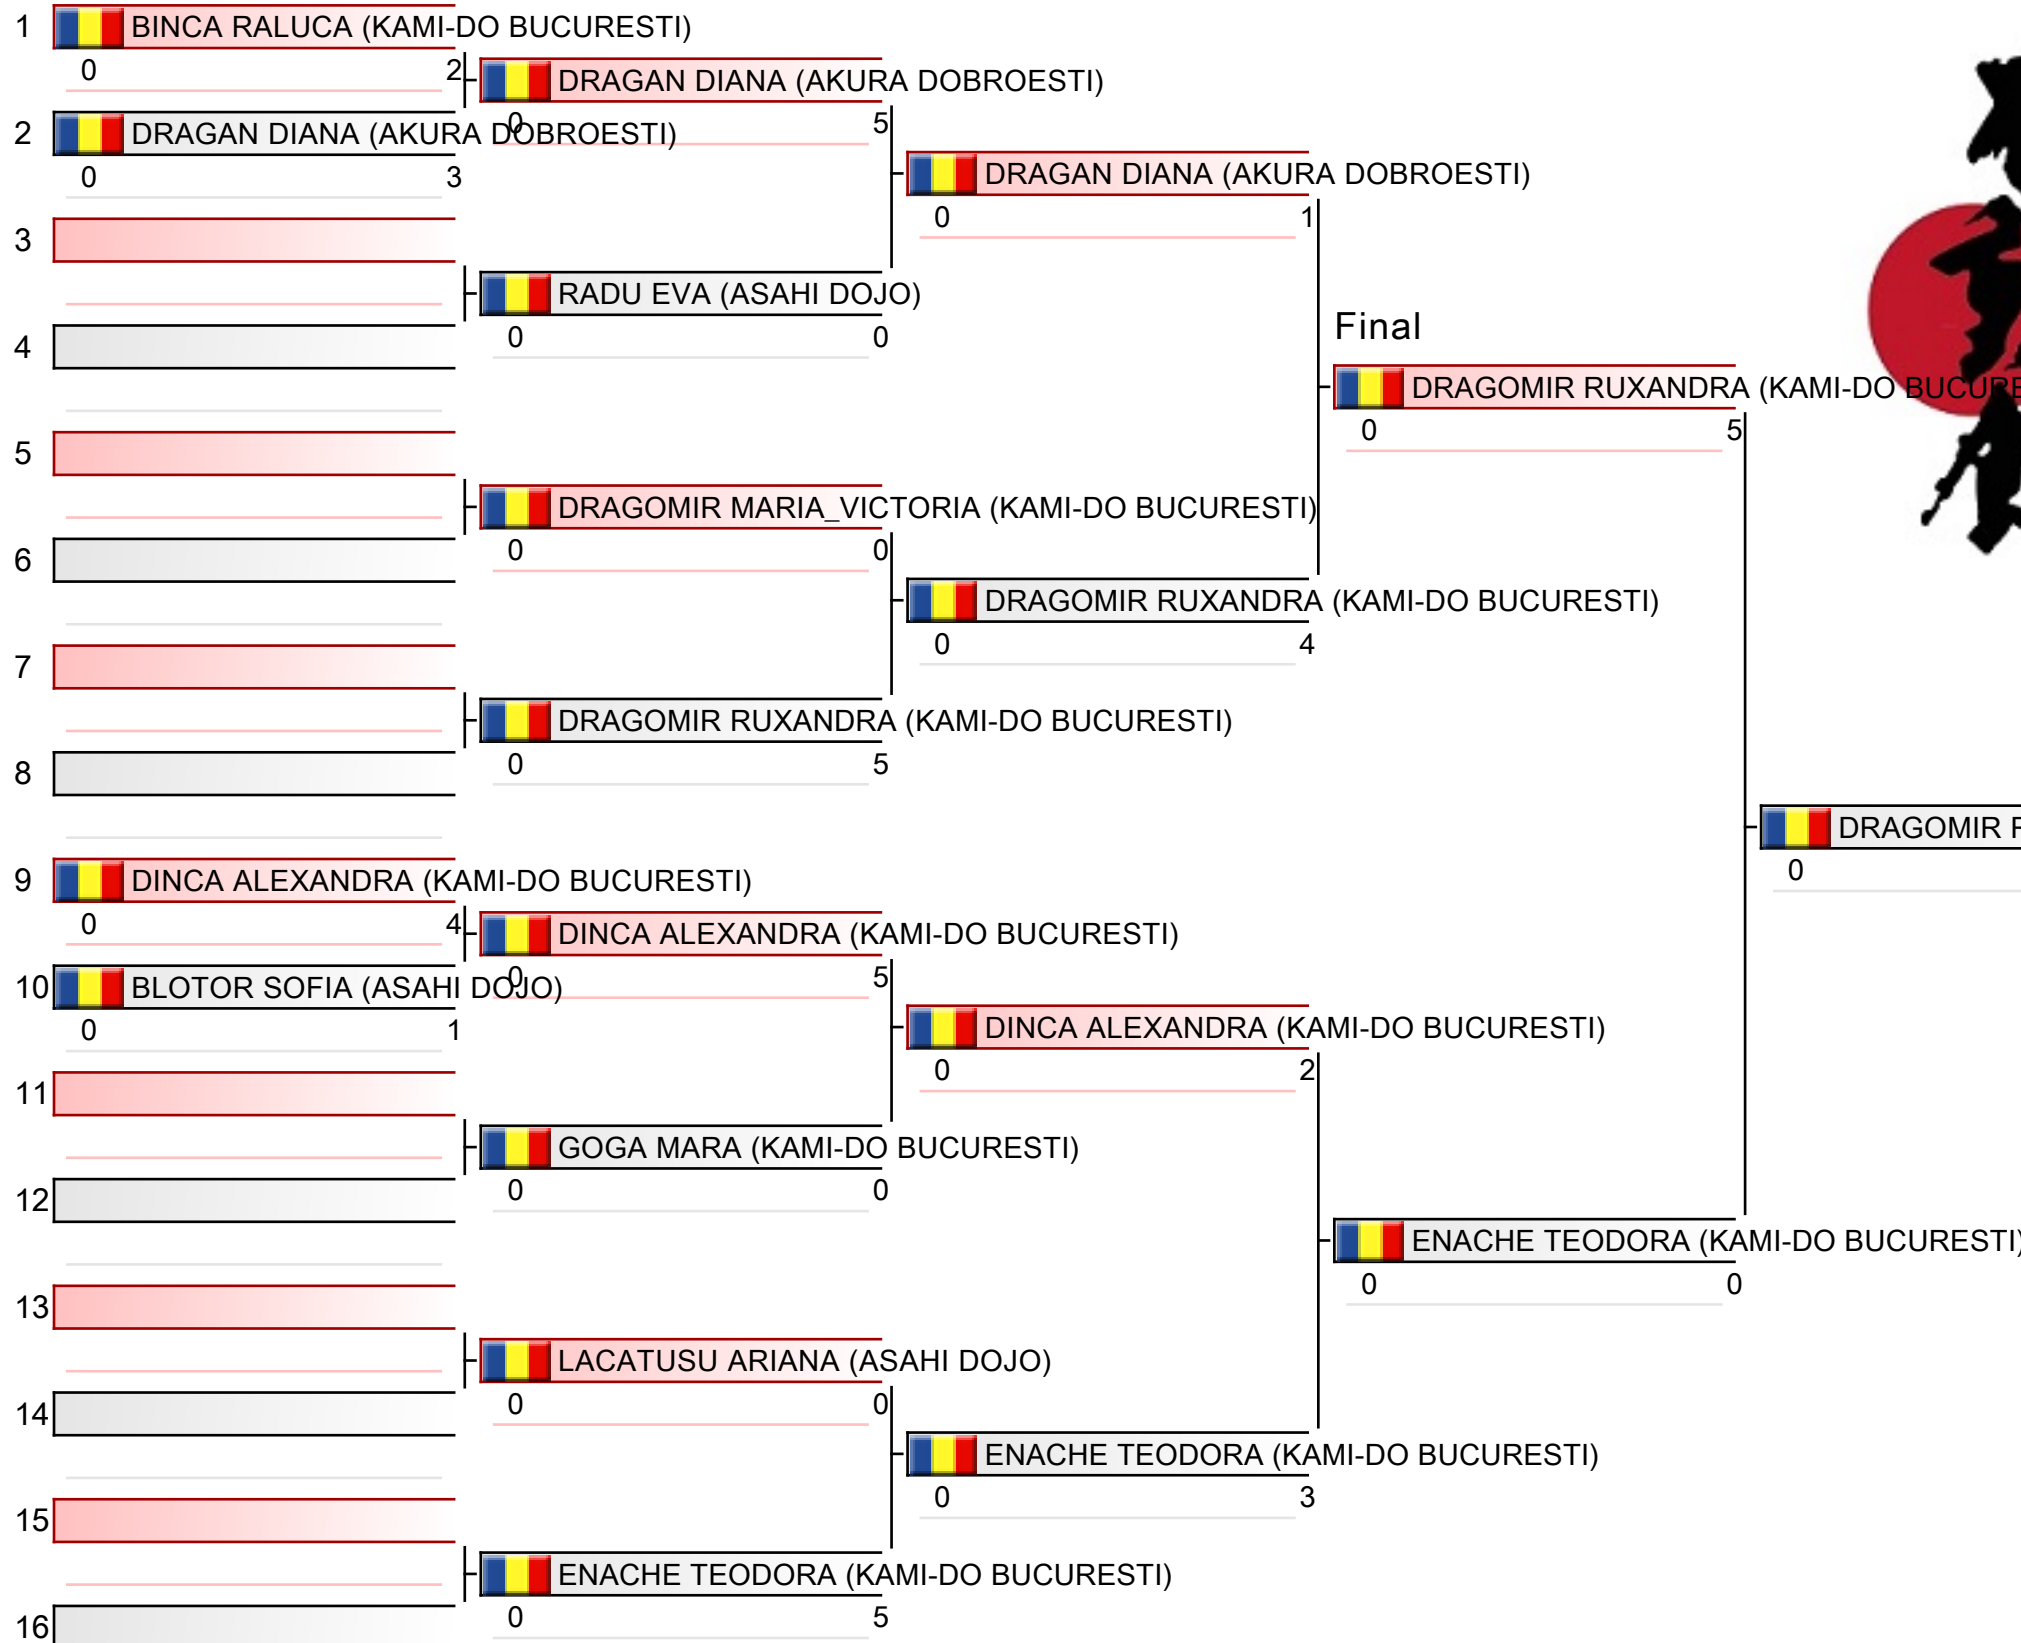 1 BINCA RALUCA (KAMI-DO BUCURESTI)
0 2
DRAGAN DIANA (AKURA DOBROESTI)
0 5
2 DRAGAN DIANA (AKURA DOBROESTI)
0 3
DRAGAN DIANA (AKURA DOBROESTI)
0 1
3
RADU EVA (ASAHI DOJO)
0 0
4
Final
DRAGOMIR RUXANDRA (KAMI-DO
0 5
5
DRAGOMIR MARIA_VICTORIA (KAMI-DO BUCURESTI)
0 0
6
DRAGOMIR RUXANDRA (KAMI-DO BUCURESTI)
0 4
7
DRAGOMIR RUXANDRA (KAMI-DO BUCURESTI)
0 5
8
DRAGOMIR
0
9 DINCA ALEXANDRA (KAMI-DO BUCURESTI)
0 4
DINCA ALEXANDRA (KAMI-DO BUCURESTI)
0 5
10 BLOTOR SOFIA (ASAHI DOJO)
0 1
DINCA ALEXANDRA (KAMI-DO BUCURESTI)
0 2
11
GOGA MARA (KAMI-DO BUCURESTI)
0 0
12
ENACHE TEODORA (KAMI-DO BUCURESTI)
0 0
13
LACATUSU ARIANA (ASAHI DOJO)
0 0
14
ENACHE TEODORA (KAMI-DO BUCURESTI)
0 3
15
ENACHE TEODORA (KAMI-DO BUCURESTI)
0 5
16